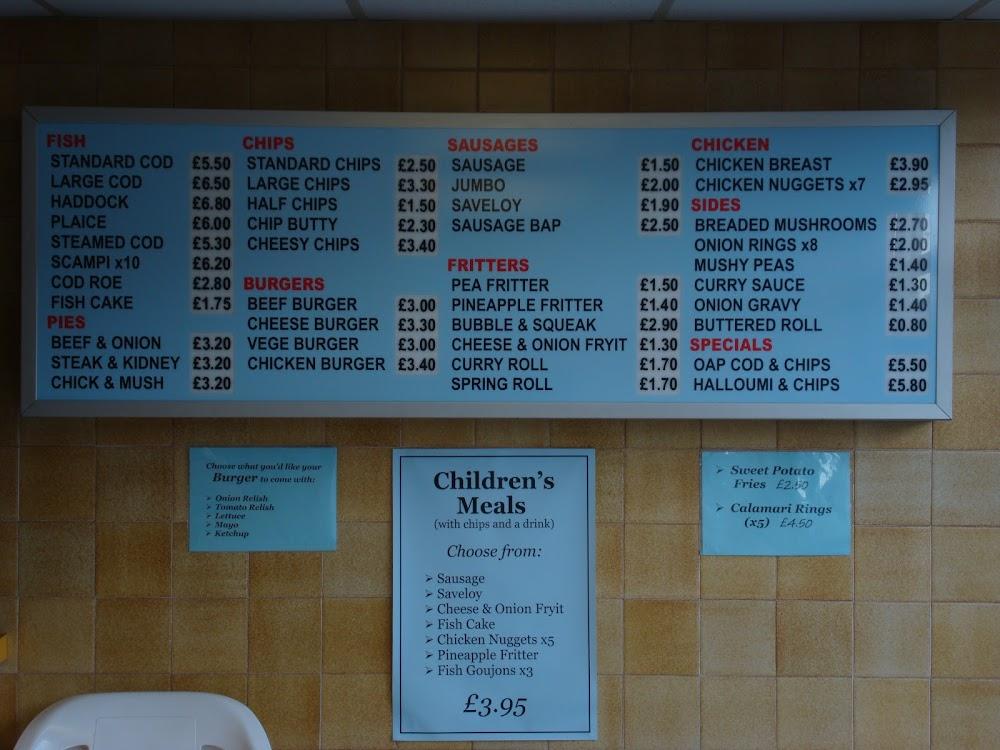 FISH
STANDARD COD £5.50
LARGE COD £6.50
HADDOCK £6.80
PLAICE £6.00
STEAMED COD £5.30
SCAMPI x10 £6.20
COD ROE £2.80
FISH CAKE £1.75
PIES
BEEF & ONION £3.20
STEAK & KIDNEY £3.20
CHICK & MUSH £3.20
CHIPS
STANDARD CHIPS £2.50
LARGE CHIPS £3.30
HALF CHIPS £1.50
CHIP BUTTY £2.30
CHEESY CHIPS £3.40
BURGERS
BEEF BURGER £3.00
CHEESE BURGER £3.30
VEGE BURGER £3.00
CHICKEN BURGER £3.40
SAUSAGES
SAUSAGE £1.50
JUMBO £2.00
SAVELOY £1.90
SAUSAGE BAP £2.50
FRITTERS
PEA FRITTER £1.50
PINEAPPLE FRITTER £1.40
BUBBLE & SQUEAK £2.90
CHEESE & ONION FRYIT £1.30
CURRY ROLL £1.70
SPRING ROLL £1.70
CHICKEN
CHICKEN BREAST £3.90
CHICKEN NUGGETS x7 £2.95
SIDES
BREADED MUSHROOMS £2.70
ONION RINGS x8 £2.00
MUSHY PEAS £1.40
CURRY SAUCE £1.30
ONION GRAVY £1.40
BUTTERED ROLL £0.80
SPECIALS
OAP COD & CHIPS £5.50
HALLOUMI & CHIPS £5.80
Choose what you'd like your
Burger to come with:
➢ Onion Relish
➢ Tomato Relish
➢ Lettuce
➢ Mayo
➢ Ketchup
Children's
Meals
(with chips and a drink)
Choose from:
➢ Sausage
➢ Saveloy
➢ Cheese & Onion Fryit
➢ Fish Cake
➢ Chicken Nuggets x5
➢ Pineapple Fritter
➢ Fish Goujons x3
£3.95
➢ Sweet Potato
Fries £2.50
➢ Calamari Rings
(x5) £4.50